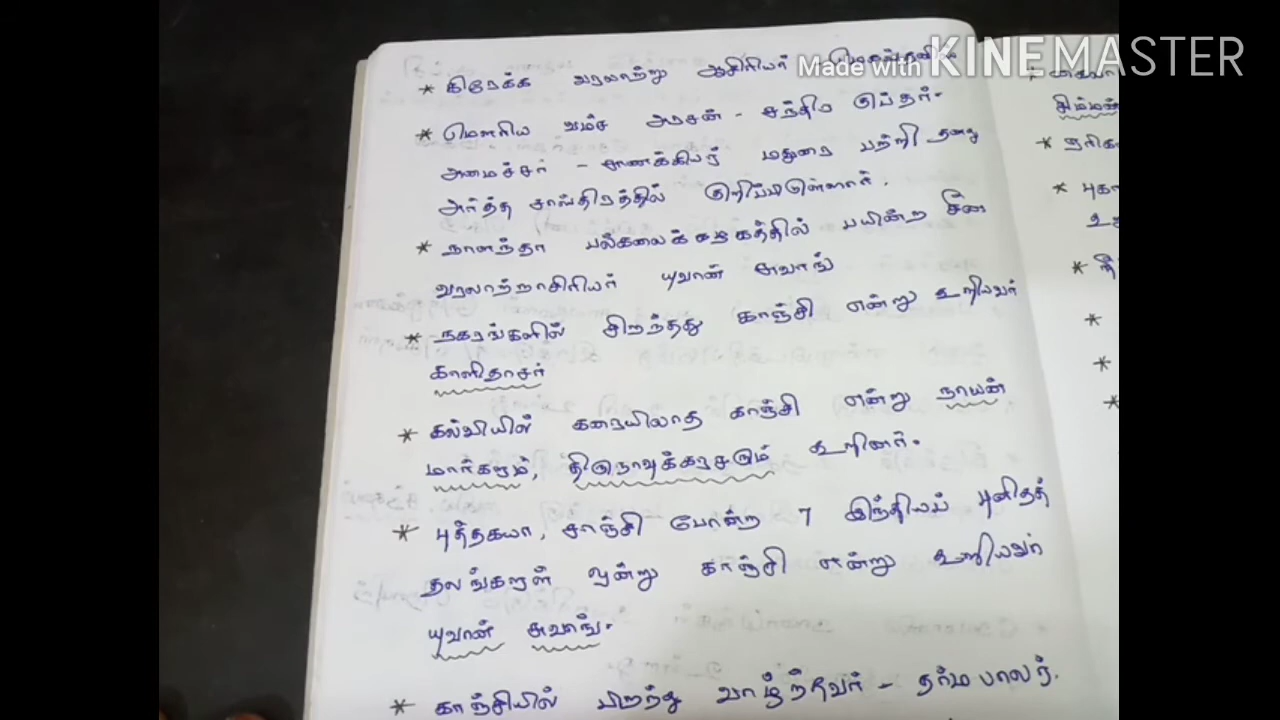 Made with KINEMASTER
* கிரேக்க வரலாற்று ஆசிரியர் -
* மௌரிய வம்ச அரசன் - சந்திர குப்தர்.
அமைச்சர் - சாணக்கியர் மதுரை பற்றி தனது
அர்த்த சாஸ்திரத்தில் குறிப்பிடுள்ளார்.
* நாளந்தா பல்கலைக்கழகத்தில் பயின்ற சீன
வரலாற்றாசிரியர் யுவான் சுவாங்
* நகரங்களில் சிறந்தது காஞ்சி என்று கூறியவர்
காளிதாசர்
* கல்வியில் கரையிலாத காஞ்சி என்று நாயன்
மார்களும், திருநாவுக்கரசரும் கூறினர்.
* புத்தகயா, சாஞ்சி போன்ற 7 இந்தியப் புனிதத்
தலங்களுள் ஒன்று காஞ்சி என்று கூறியவர்
யுவான் சுவாங்.
* காஞ்சியில் பிறந்து வாழ்ந்தவர் - தர்மபாலர்.